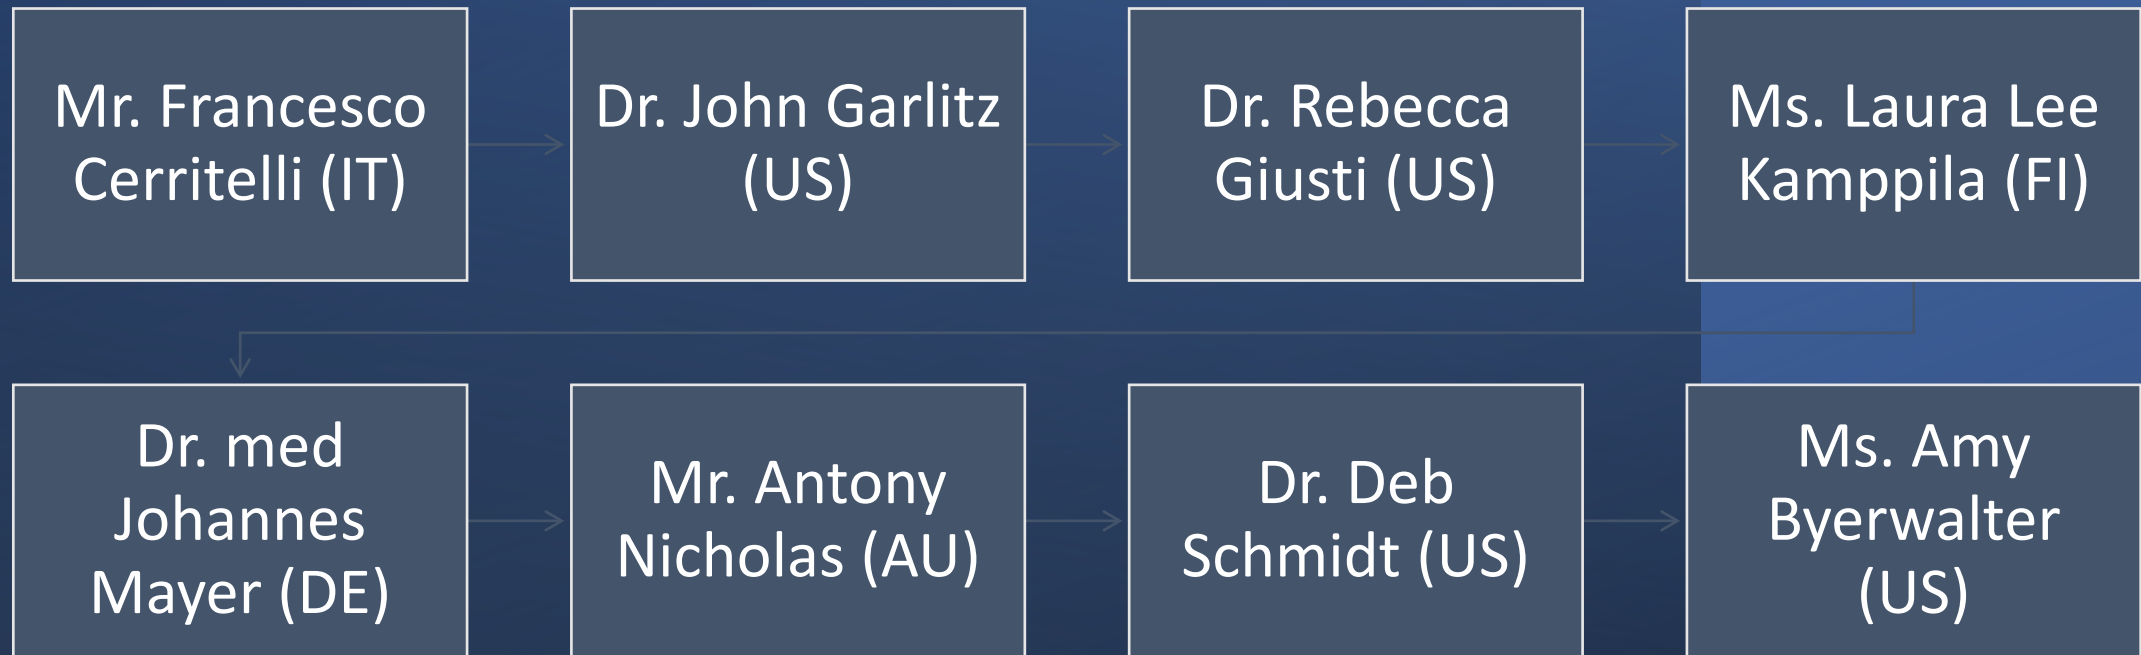 Mr. Francesco
Cerritelli (IT)
Dr. John Garlitz
(US)
Dr. Rebecca
Giusti (US)
Ms. Laura Lee
Kamppila (FI)
Dr. med
Johannes
Mayer (DE)
Mr. Antony
Nicholas (AU)
Dr. Deb
Schmidt (US)
Ms. Amy
Byerwalter
(US)